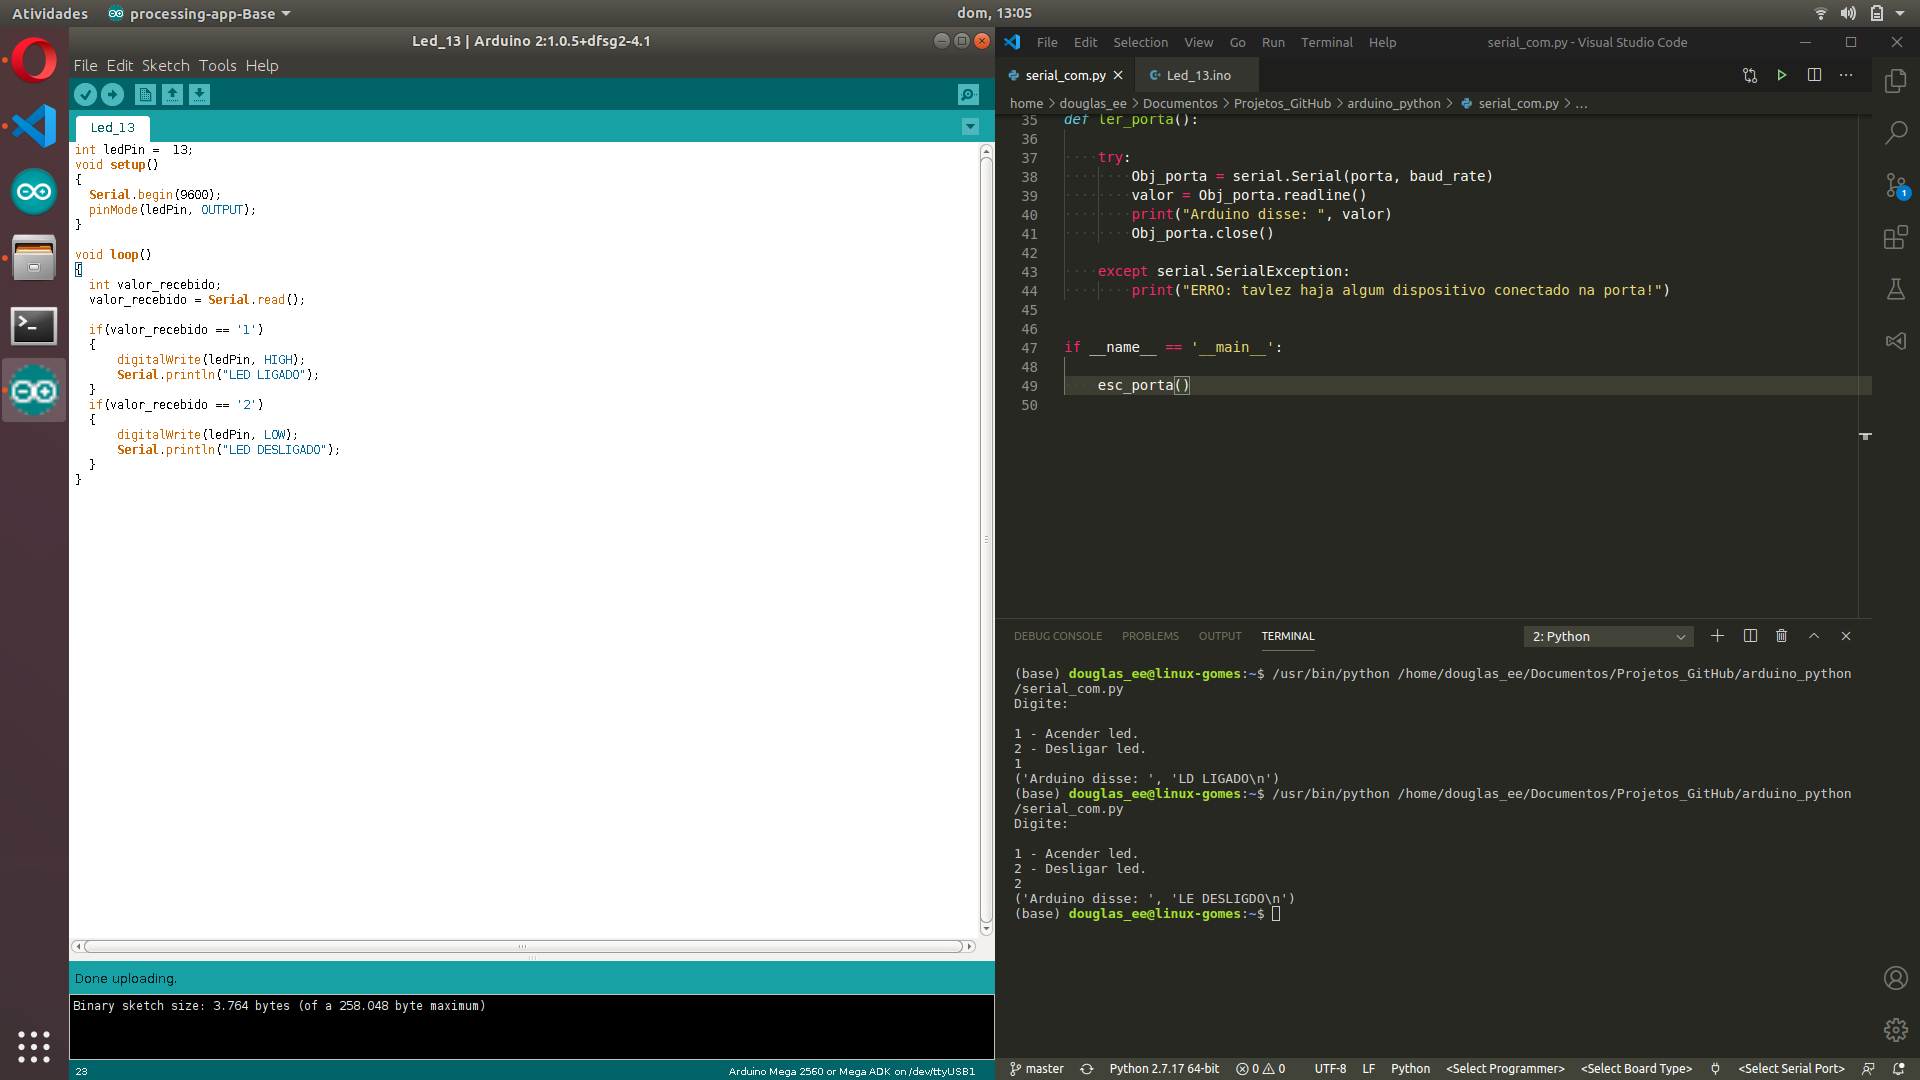 Atividades
processing-app-Base
dom, 13:05
Led_13 | Arduino 2:1.0.5+dfsg2-4.1
File Edit Sketch Tools Help
Led_13
int ledPin =  13;
void setup()
{
  Serial.begin(9600);
  pinMode(ledPin, OUTPUT);
}
void loop()
{
  int valor_recebido;
  valor_recebido = Serial.read();
  if(valor_recebido == '1')
  {
      digitalWrite(ledPin, HIGH);
      Serial.println("LED LIGADO");
  }
  if(valor_recebido == '2')
  {
      digitalWrite(ledPin, LOW);
      Serial.println("LED DESLIGADO");
  }
}
Done uploading.
Binary sketch size: 3.764 bytes (of a 258.048 byte maximum)
23
Arduino Mega 2560 or Mega ADK on /dev/ttyUSB1
File Edit Selection View Go Run Terminal Help
serial_com.py - Visual Studio Code
serial_com.py
Led_13.ino
home > douglas_ee > Documentos > Projetos_GitHub > arduino_python > serial_com.py > ...
35 def ler_porta():
36
37     try:
38         Obj_porta = serial.Serial(porta, baud_rate)
39         valor = Obj_porta.readline()
40         print("Arduino disse: ", valor)
41         Obj_porta.close()
42
43     except serial.SerialException:
44         print("ERRO: tavlez haja algum dispositivo conectado na porta!")
45
46
47 if __name__ == '__main__':
48
49     esc_porta()
50
1
DEBUG CONSOLE PROBLEMS OUTPUT TERMINAL
2: Python
(base) douglas_ee@linux-gomes:~$ /usr/bin/python /home/douglas_ee/Documentos/Projetos_GitHub/arduino_python
/serial_com.py
Digite:
1 - Acender led.
2 - Desligar led.
1
('Arduino disse: ', 'LD LIGADO\n')
(base) douglas_ee@linux-gomes:~$ /usr/bin/python /home/douglas_ee/Documentos/Projetos_GitHub/arduino_python
/serial_com.py
Digite:
1 - Acender led.
2 - Desligar led.
2
('Arduino disse: ', 'LE DESLIGDO\n')
(base) douglas_ee@linux-gomes:~$
master
Python 2.7.17 64-bit
0 0
UTF-8
LF
Python
<Select Programmer>
<Select Board Type>
<Select Serial Port>